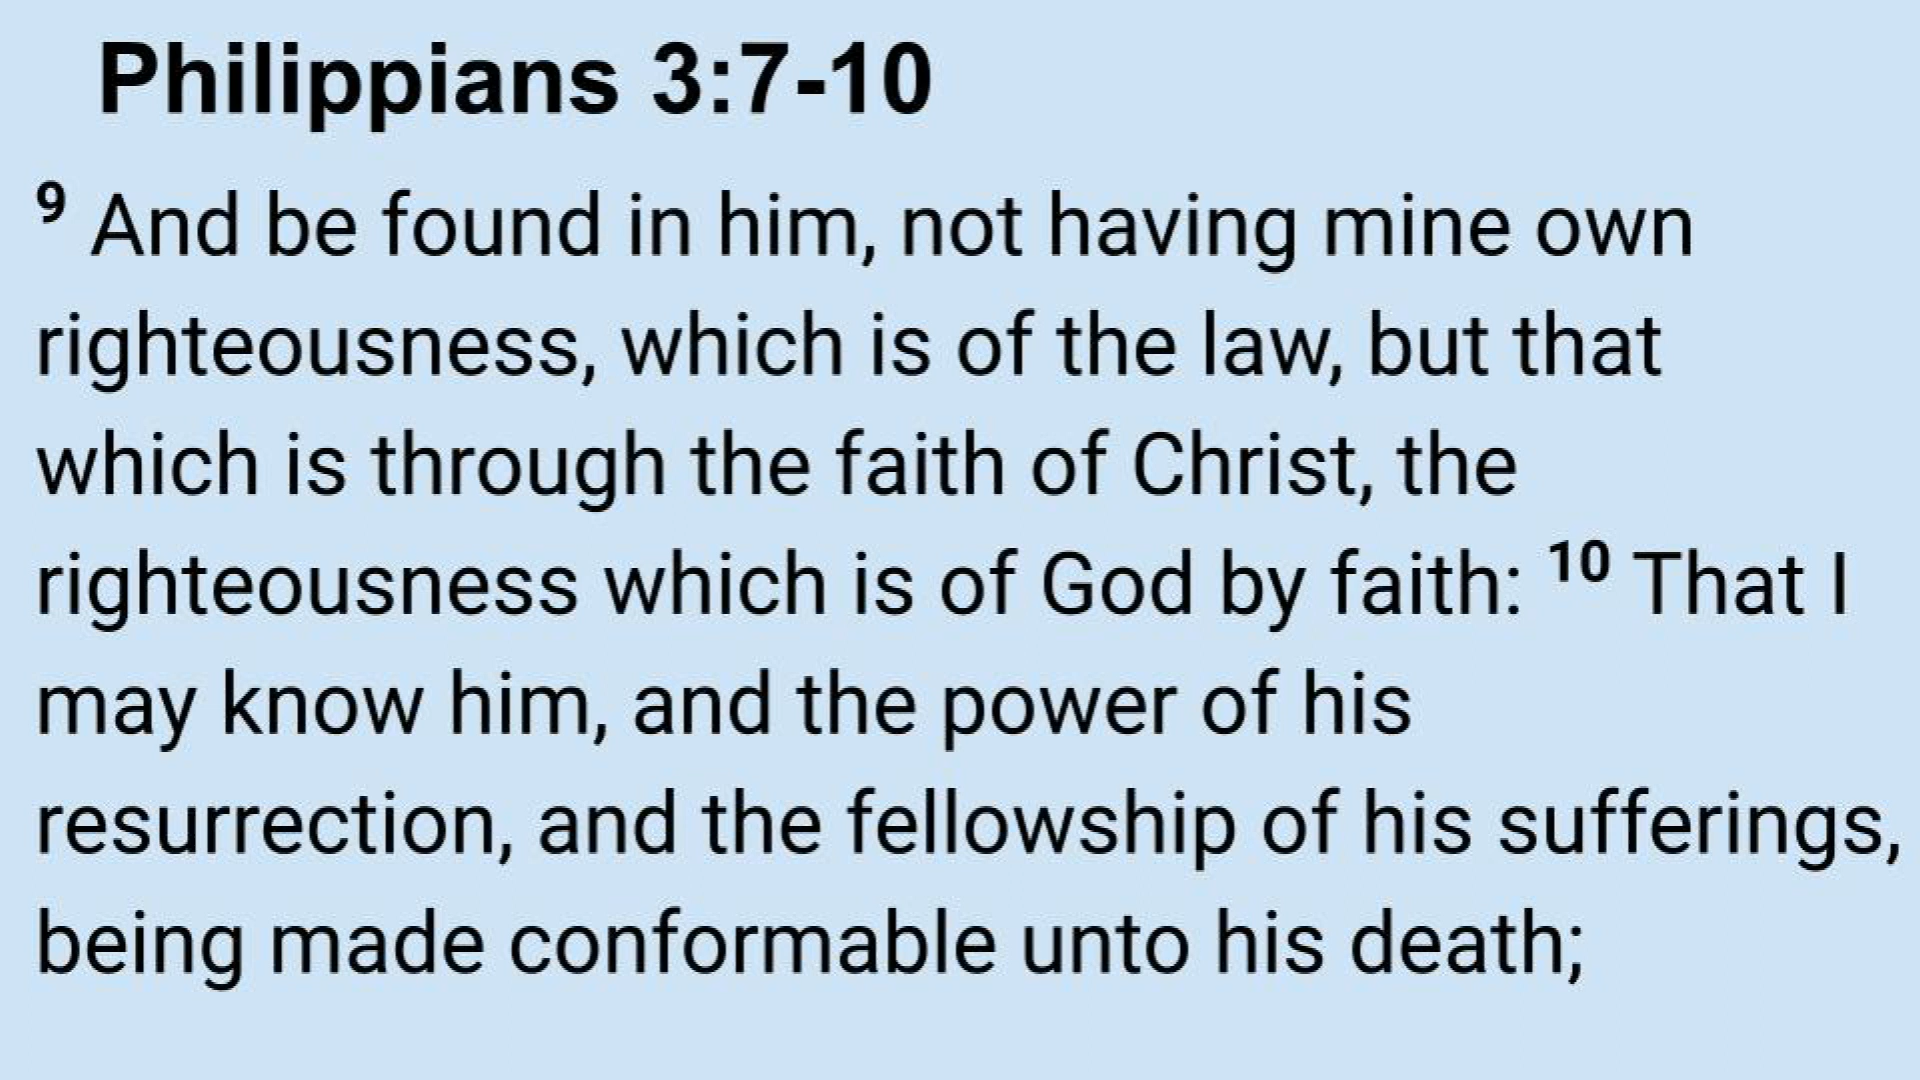 Philippians 3:7-10
9 And be found in him, not having mine own
righteousness, which is of the law, but that
which is through the faith of Christ, the
righteousness which is of God by faith: 10 That I
may know him, and the power of his
resurrection, and the fellowship of his sufferings,
being made conformable unto his death;